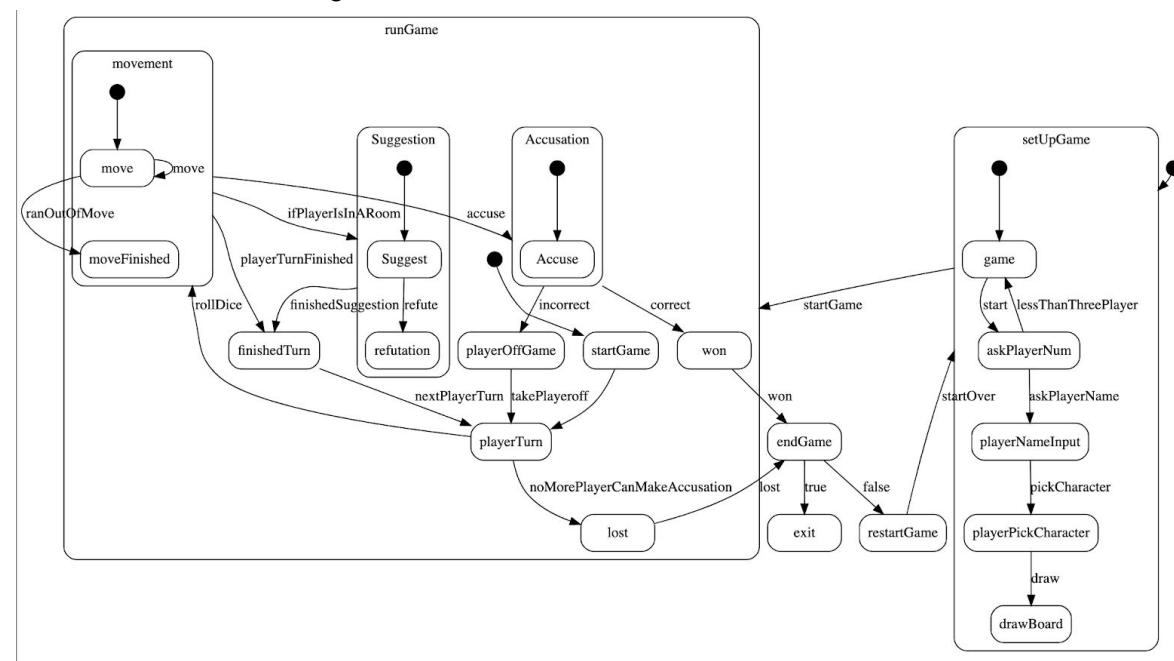 runGame
movement
Suggestion
Accusation
setUpGame
move
move
ifPlayerIsInARoom
accuse
ranOutOfMove
moveFinished
playerTurnFinished
Suggest
Accuse
game
rollDice
finishedSuggestion
refute
incorrect
correct
startGame
start
lessThanThreePlayer
finishedTurn
refutation
playerOffGame
startGame
won
askPlayerNum
nextPlayerTurn
takePlayeroff
won
startOver
askPlayerName
playerTurn
endGame
playerNameInput
noMorePlayerCanMakeAccusation
lost
true
false
pickCharacter
lost
exit
restartGame
playerPickCharacter
draw
drawBoard